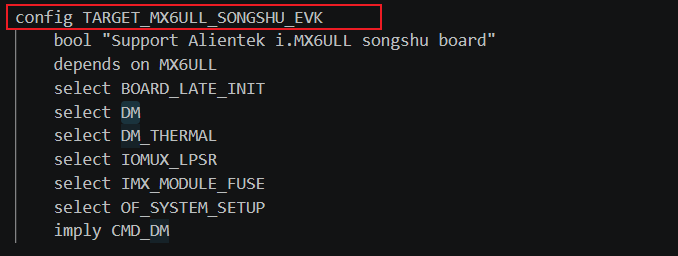 config TARGET_MX6ULL_SONGSHU_EVK
bool "Support Alientek i.MX6ULL songshu board"
depends on MX6ULL
select BOARD_LATE_INIT
select DM
select DM_THERMAL
select IOMUX_LPSR
select IMX_MODULE_FUSE
select OF_SYSTEM_SETUP
imply CMD_DM